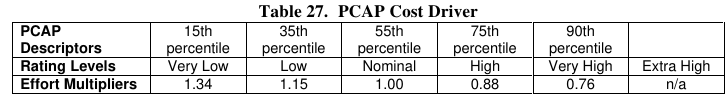 Table 27. PCAP Cost Driver
PCAP Descriptors 15th percentile 35th percentile 55th percentile 75th percentile 90th percentile
Rating Levels Very Low Low Nominal High Very High Extra High
Effort Multipliers 1.34 1.15 1.00 0.88 0.76 n/a